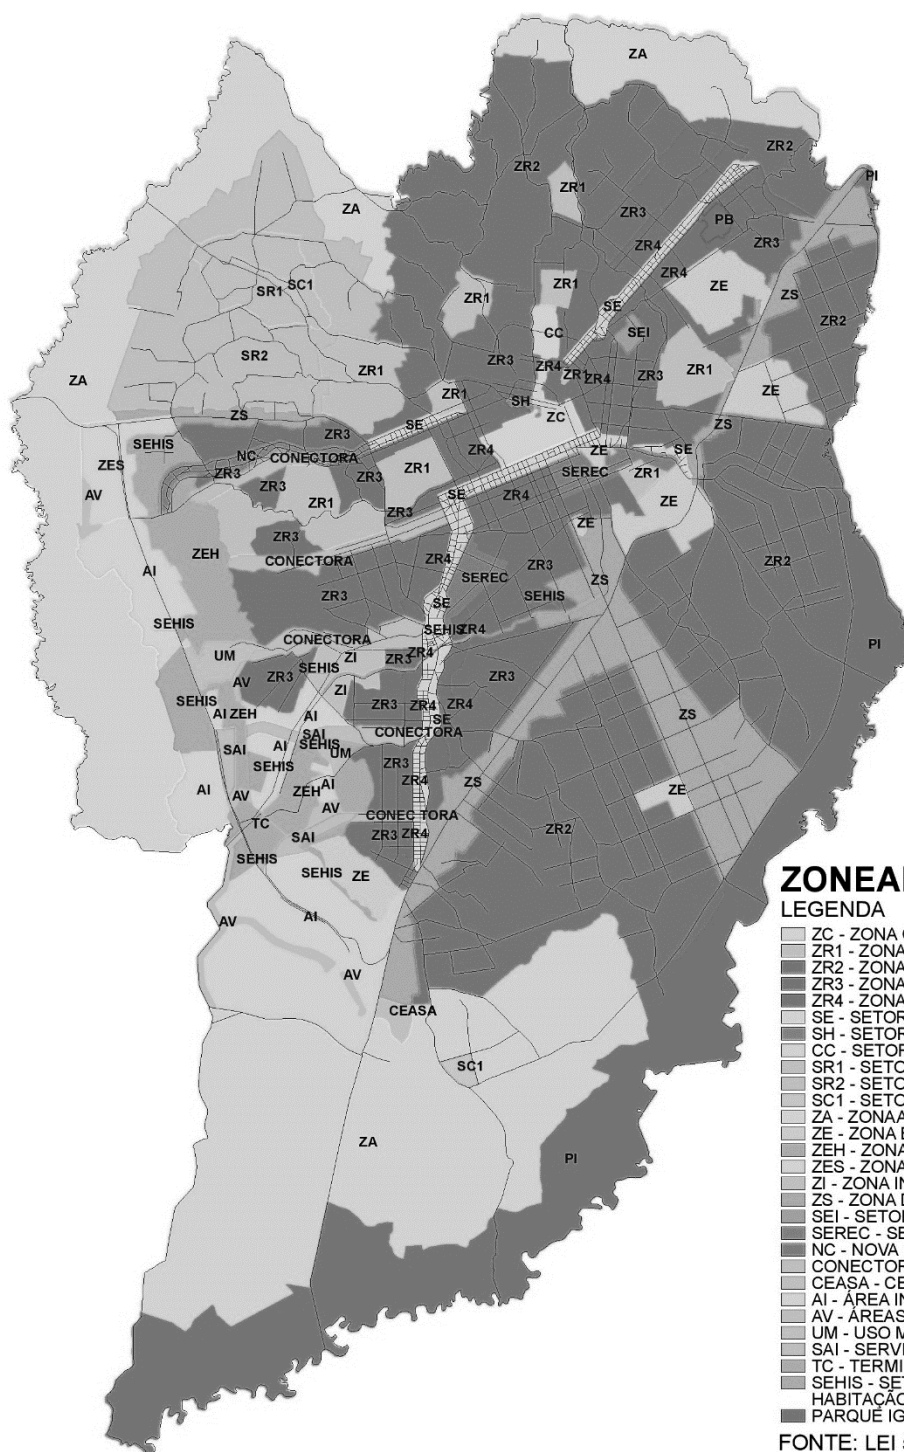 ZA
ZR2
ZR2
PI
ZR1
ZA
ZR3
PB
ZR4
ZR3
ZR4
SR1
SC1
ZR1
ZE
ZS
ZR1
SE
ZR2
CC
SEI
SR2
ZR3
ZR4
ZR1
ZR1
ZR4
ZR3
ZR1
ZA
ZR1
ZE
SH
ZS
ZC
SE
ZS
ZR3
SEHIS
ZR4
ZE
SE
NC
CONECTORA
ZES
ZR1
ZR3
ZR3
SEREC
ZR1
AV
ZR3
ZR1
SE
ZR4
ZE
ZR3
ZE
ZR3
ZEH
CONECTORA
ZR4
ZR3
ZR2
AI
SEREC
ZS
ZR3
SE
SEHIS
SEHIS
SEHIS
ZR4
CONECTORA
UM
ZI
ZR3
ZR4
PI
SEHIS
AV
ZR3
ZR3
ZI
SEHIS
ZR3
ZR4
ZR4
AI
ZEH
AI
SE
ZS
SAI
CONECTORA
SAI
AI
SEHIS
UM
SEHIS
ZR3
AI
ZEH
AI
ZR4
ZS
ZE
AV
AV
CONEC TORA
TC
SAI
ZR3
ZR4
ZR2
SEHIS
SEHIS
ZE
AV
AI
AV
CEASA
SC1
ZA
PI
ZONEA
LEGENDA
ZC - ZONA
ZR1 - ZONA
ZR2 - ZONA
ZR3 - ZONA
ZR4 - ZONA
SE - SETOR
SH - SETOR
CC - SETOR
SR1 - SETO
SR2 - SETO
SC1 - SETO
ZA - ZONAA
ZE - ZONA E
ZEH - ZONA
ZES - ZONA
ZI - ZONA IN
ZS - ZONA D
SEI - SETO
SEREC - SE
NC - NOVA
CONECTOR
CEASA - CE
AI - ÁREA IN
AV - ÁREAS
UM - USO M
SAI - SERVI
TC - TERMI
SEHIS - SE
HABITAÇÃO
PARQUE IG
FONTE: LEI